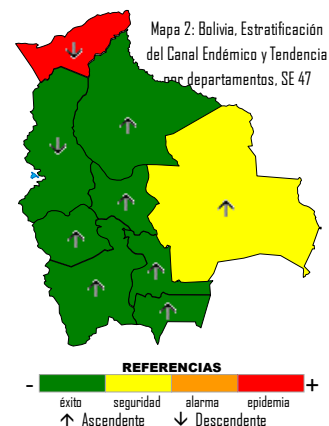 Mapa 2: Bolivia, Estratificación
del Canal Endémico y Tendencia
por departamentos, SE 47
REFERENCIAS
- +
éxito seguridad alarma epidemia
↑ Ascendente ↓ Descendente